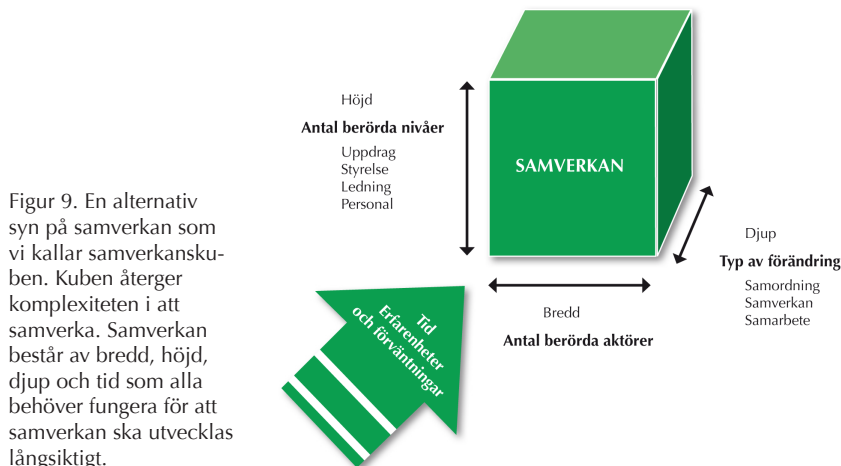 Figur 9. En alternativ
syn på samverkan som
vi kallar samverkansku-
ben. Kuben återger
komplexiteten i att
samverka. Samverkan
består av bredd, höjd,
djup och tid som alla
behöver fungera för att
samverkan ska utvecklas
långsiktigt.
Höjd
Antal berörda nivåer
Uppdrag
Styrelse
Ledning
Personal
SAMVERKAN
Djup
Typ av förändring
Samordning
Samverkan
Samarbete
Bredd
Antal berörda aktörer
Tid
Erfarenheter
och förväntningar